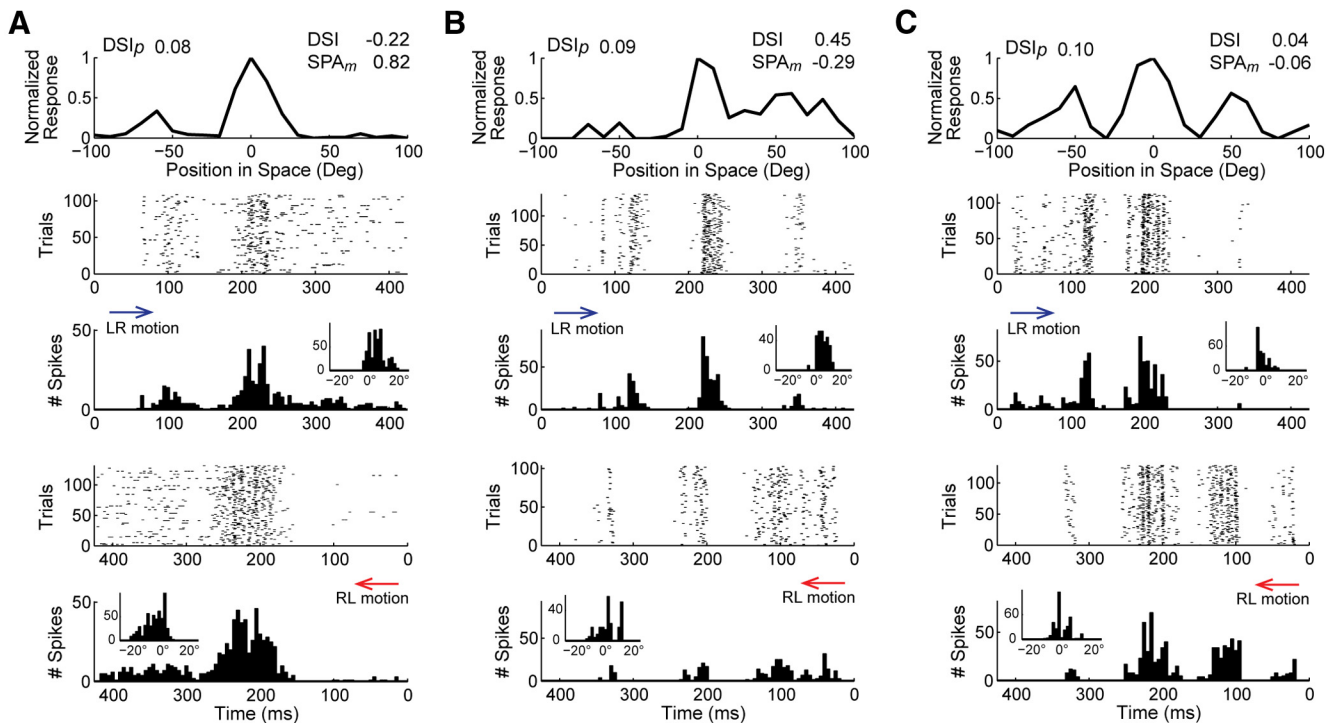 A
DSIp 0.08
DSI -0.22
SPAm 0.82
Normalized Response
1
0.5
0
−100 −50 0 50 100
Position in Space (Deg)
Trials
100
50
0
0 100 200 300 400
LR motion
# Spikes
50
0
50
0
−20° 0° 20°
0 100 200 300 400
Trials
100
50
0
400 300 200 100 0
RL motion
# Spikes
50
0
50
0
−20° 0° 20°
400 300 200 100 0
Time (ms)
B
DSIp 0.09
DSI 0.45
SPAm -0.29
Normalized Response
1
0.5
0
−100 −50 0 50 100
Position in Space (Deg)
Trials
100
50
0
0 100 200 300 400
LR motion
# Spikes
50
0
40
0
−20° 0° 20°
0 100 200 300 400
Trials
100
50
0
400 300 200 100 0
RL motion
# Spikes
50
0
40
0
−20° 0° 20°
400 300 200 100 0
Time (ms)
C
DSIp 0.10
DSI 0.04
SPAm -0.06
Normalized Response
1
0.5
0
−100 −50 0 50 100
Position in Space (Deg)
Trials
100
50
0
0 100 200 300 400
LR motion
# Spikes
50
0
60
0
−20° 0° 20°
0 100 200 300 400
Trials
100
50
0
400 300 200 100 0
RL motion
# Spikes
50
0
60
0
−20° 0° 20°
400 300 200 100 0
Time (ms)